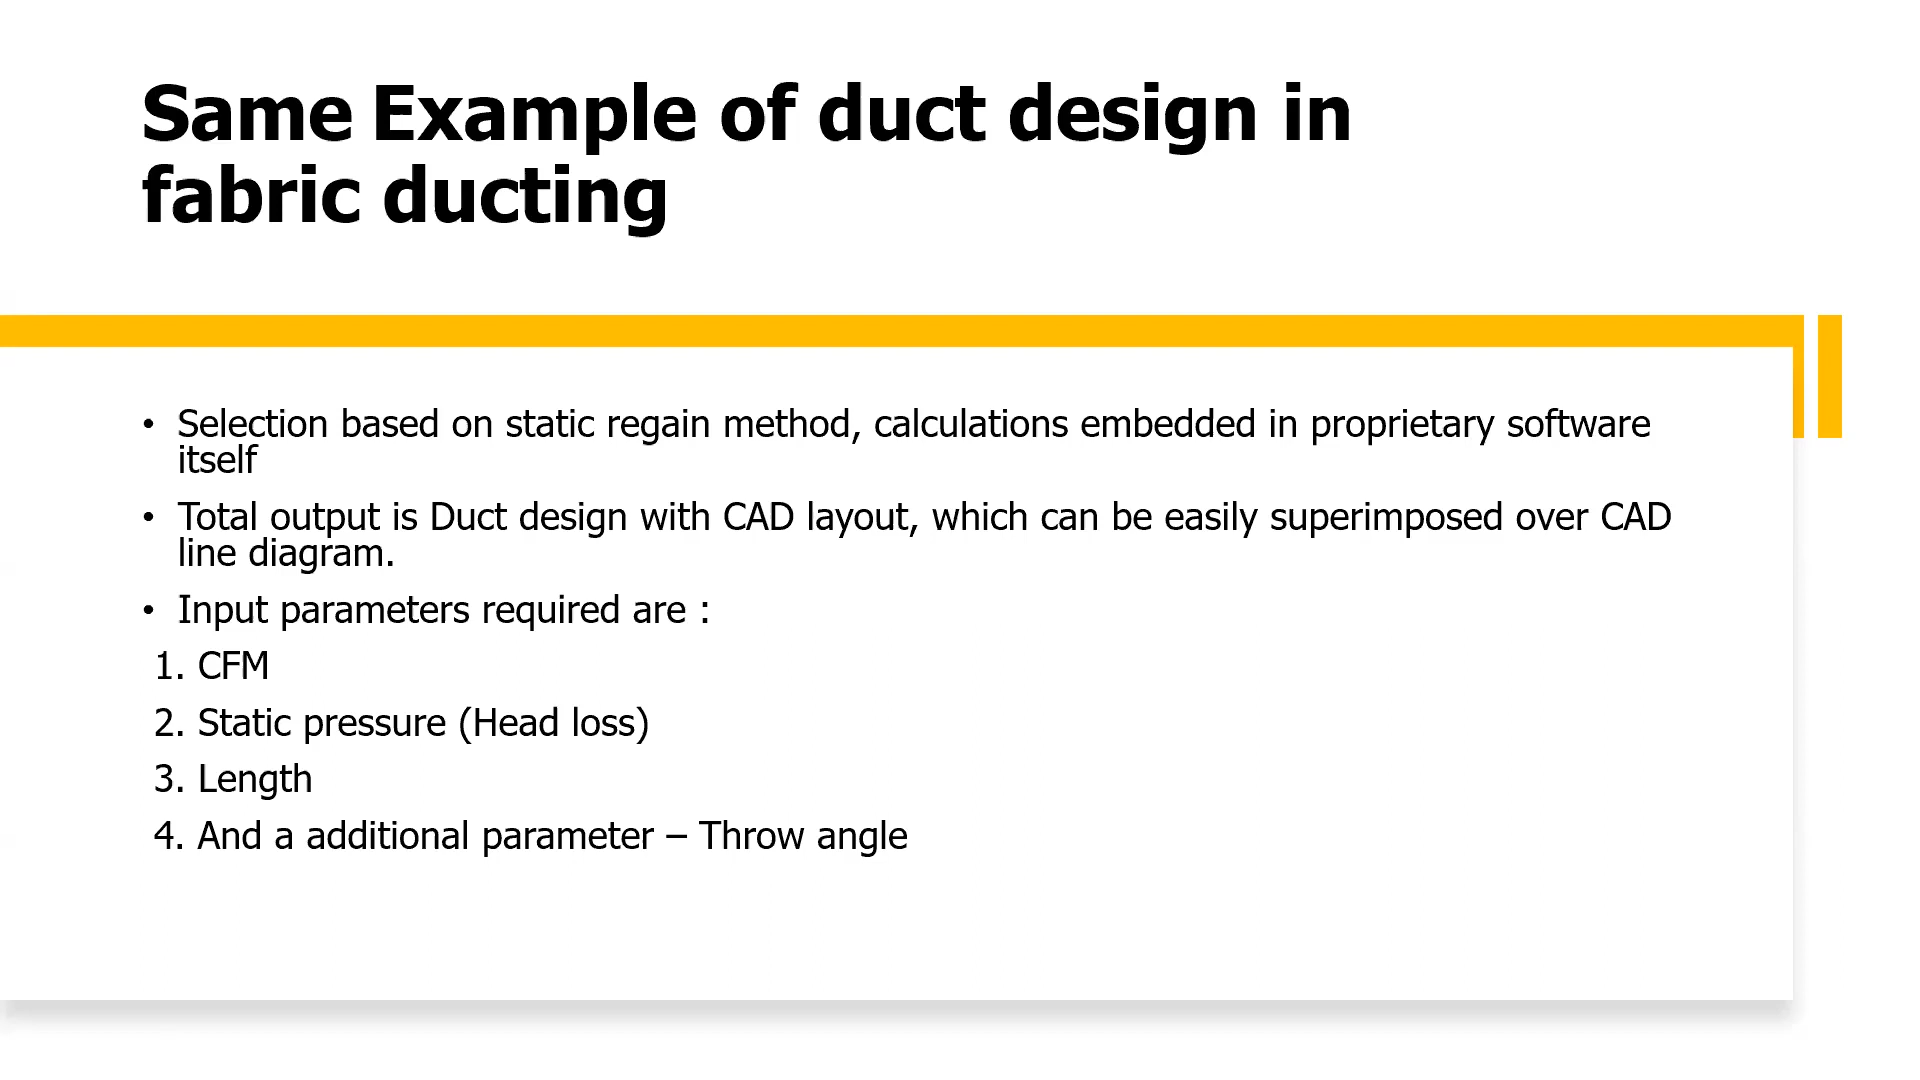 Same Example of duct design in
fabric ducting
• Selection based on static regain method, calculations embedded in proprietary software
itself
• Total output is Duct design with CAD layout, which can be easily superimposed over CAD
line diagram.
• Input parameters required are :
1. CFM
2. Static pressure (Head loss)
3. Length
4. And a additional parameter – Throw angle